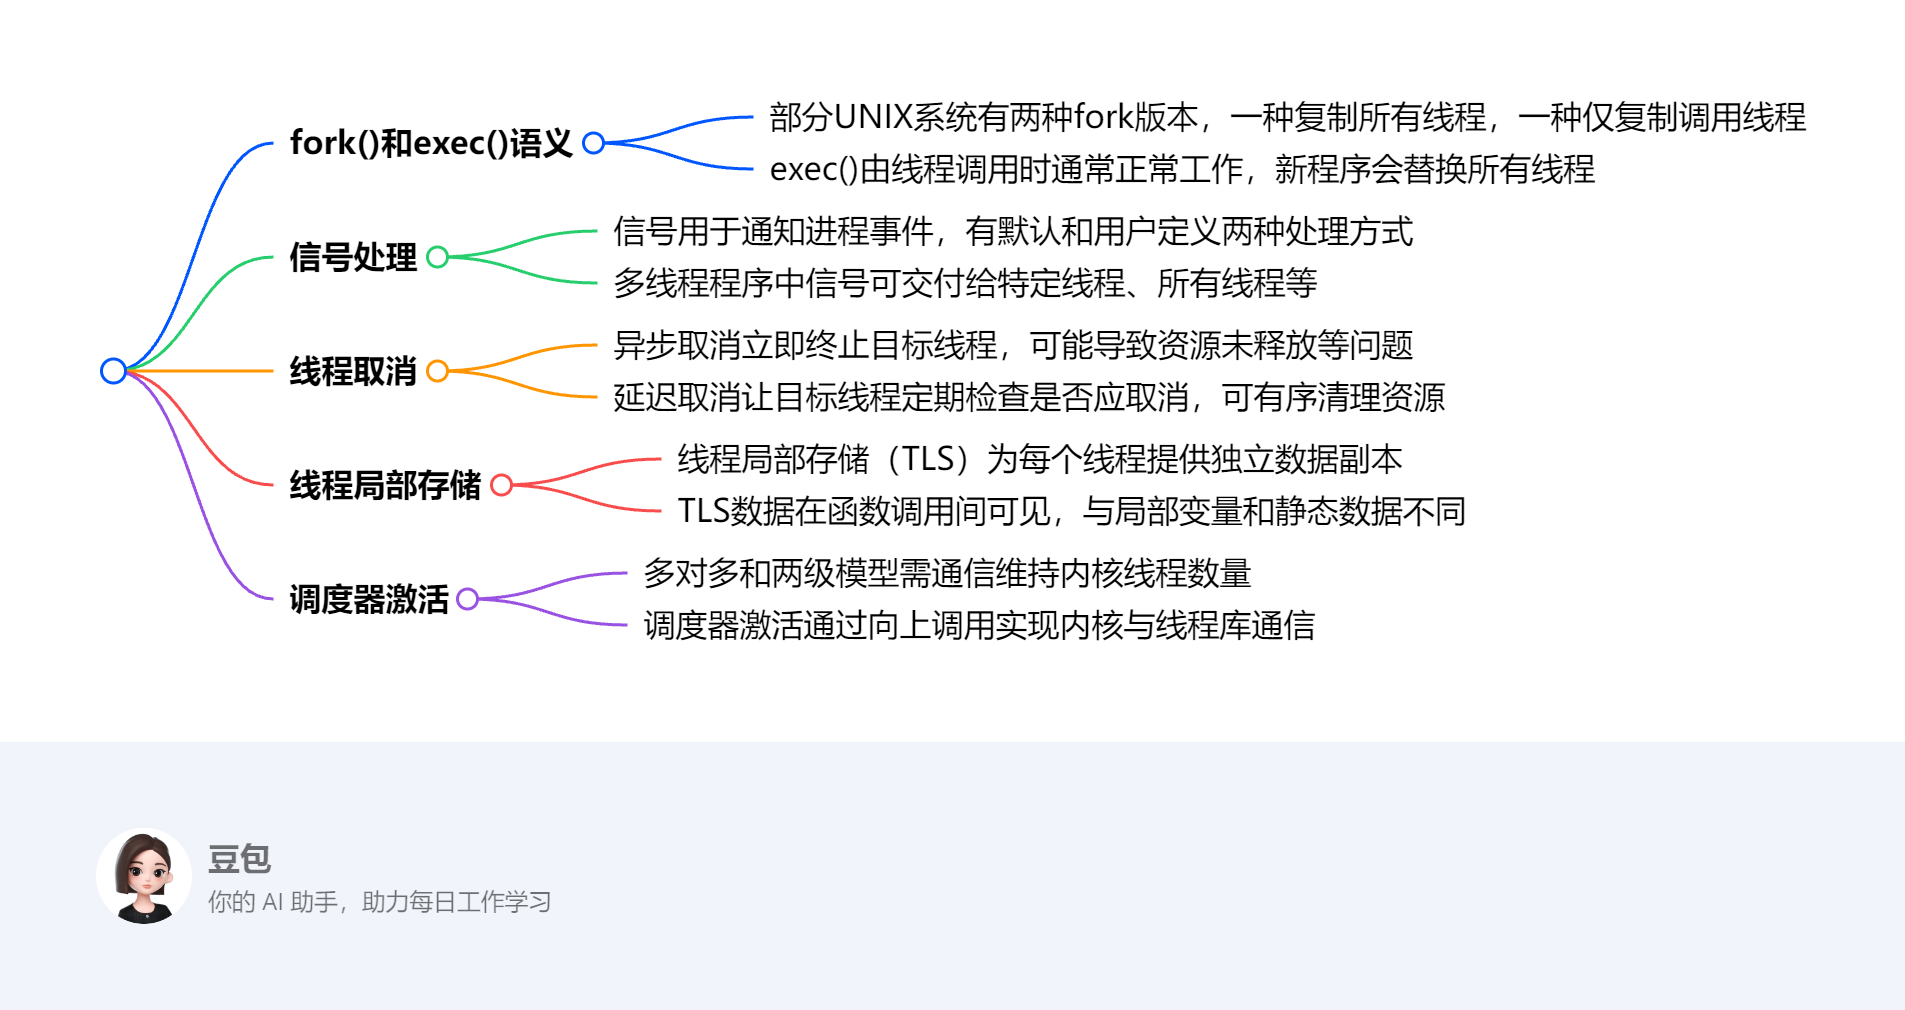 fork()和exec()语义
部分UNIX系统有两种fork版本，一种复制所有线程，一种仅复制调用线程
exec()由线程调用时通常正常工作，新程序会替换所有线程
信号处理
信号用于通知进程事件，有默认和用户定义两种处理方式
多线程程序中信号可交付给特定线程、所有线程等
线程取消
异步取消立即终止目标线程，可能导致资源未释放等问题
延迟取消让目标线程定期检查是否应取消，可有序清理资源
线程局部存储
线程局部存储（TLS）为每个线程提供独立数据副本
TLS数据在函数调用间可见，与局部变量和静态数据不同
调度器激活
多对多和两级模型需通信维持内核线程数量
调度器激活通过向上调用实现内核与线程库通信
豆包
你的 AI 助手，助力每日工作学习